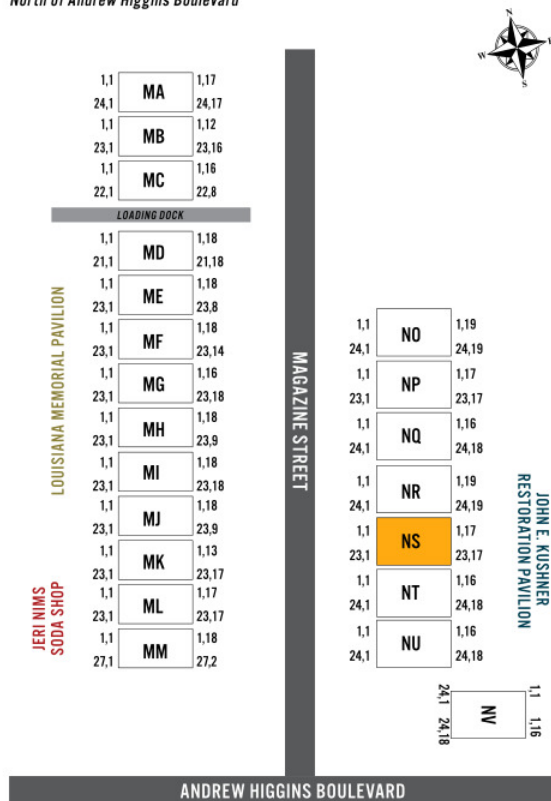 North of Andrew Higgins Boulevard
N
W E
S
1,1 MA 1,17
24,1 24,17
1,1 MB 1,12
23,1 23,16
1,1 MC 1,16
22,1 22,8
LOADING DOCK
1,1 MD 1,18
21,1 21,18
1,1 ME 1,18
23,1 23,8
1,1 MF 1,18
23,1 23,14
1,1 MG 1,16
23,1 23,18
1,1 MH 1,18
23,1 23,9
1,1 MI 1,18
23,1 23,18
1,1 MJ 1,18
23,1 23,9
1,1 MK 1,13
23,1 23,17
1,1 ML 1,17
23,1 23,17
1,1 MM 1,18
27,1 27,2
LOUISIANA MEMORIAL PAVILION
JERI NIMS
SODA SHOP
MAGAZINE STREET
1,1 NO 1,19
24,1 24,19
1,1 NP 1,17
23,1 23,17
1,1 NQ 1,16
24,1 24,18
1,1 NR 1,19
24,1 24,19
1,1 NS 1,17
23,1 23,17
1,1 NT 1,16
24,1 24,18
1,1 NU 1,16
24,1 24,18
JOHN E. KUSHNER
RESTORATION PAVILION
24,1 NV 1,1
24,18 1,16
ANDREW HIGGINS BOULEVARD